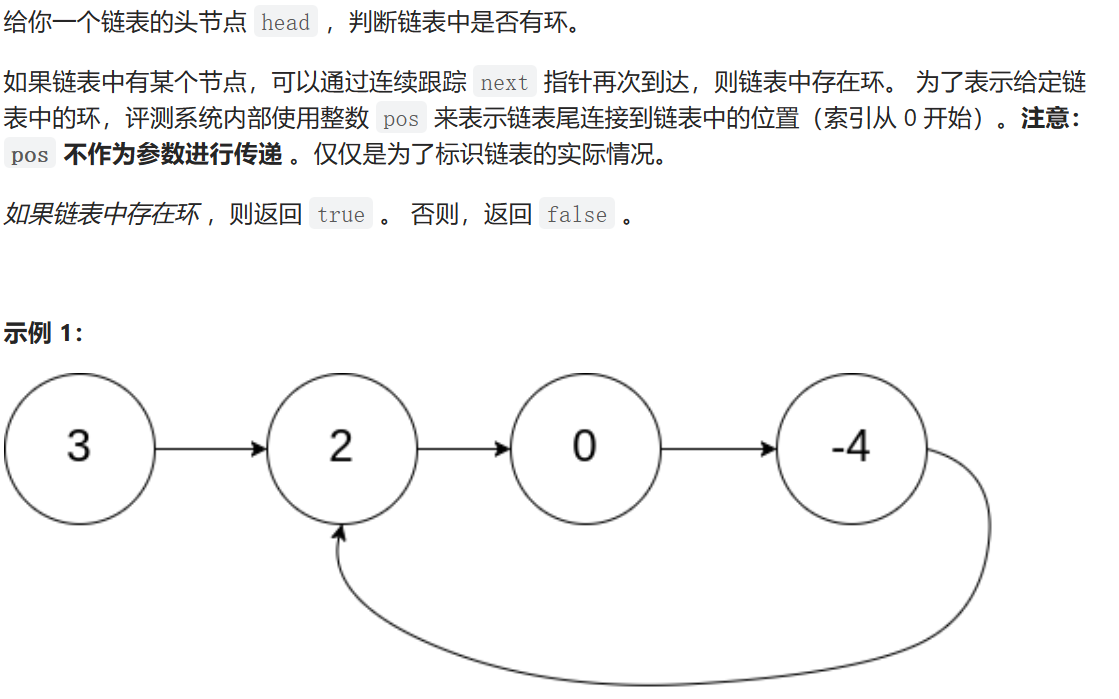 给你一个链表的头节点 head ，判断链表中是否有环。
如果链表中有某个节点，可以通过连续跟踪 next 指针再次到达，则链表中存在环。 为了表示给定链
表中的环，评测系统内部使用整数 pos 来表示链表尾连接到链表中的位置（索引从 0 开始）。注意：
pos 不作为参数进行传递 。仅仅是为了标识链表的实际情况。
如果链表中存在环 ，则返回 true 。 否则，返回 false 。
示例 1：
3 2 0 -4